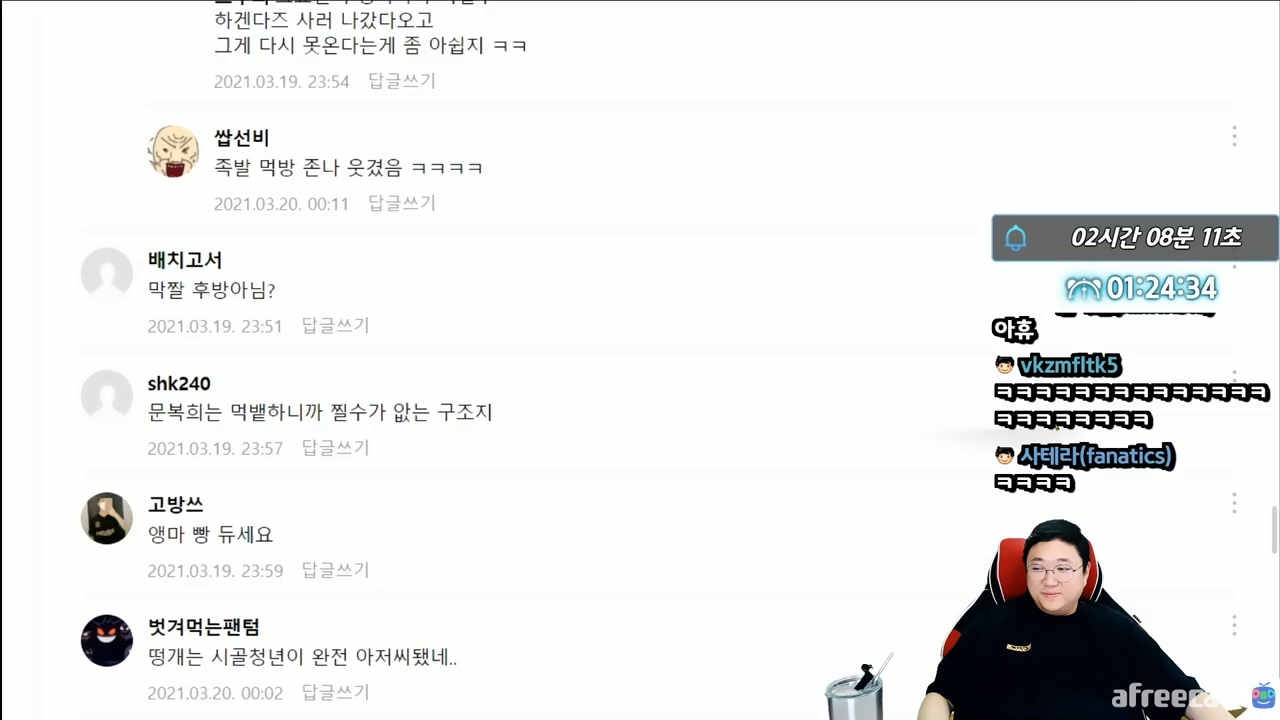 하겐다즈 사러 나갔다오고
그게 다시 못온다는게 좀 아쉽지 ㅋㅋ
2021.03.19. 23:54 답글쓰기
쌉선비
족발 먹방 존나 웃겼음 ㅋㅋㅋㅋ
2021.03.20. 00:11 답글쓰기
배치고서
막짤 후방아님?
2021.03.19. 23:51 답글쓰기
shk240
문복희는 먹뱉하니까 찔수가 앖는 구조지
2021.03.19. 23:57 답글쓰기
고방쓰
앵마 빵 듀세요
2021.03.19. 23:59 답글쓰기
벗겨먹는팬텀
떵개는 시골청년이 완전 아저씨됐네..
2021.03.20. 00:02 답글쓰기
02시간 08분 11초
01:24:34
아휴
vkzmfltk5
ㅋㅋㅋㅋㅋㅋㅋㅋㅋㅋㅋㅋㅋㅋㅋ
ㅋㅋㅋㅋㅋㅋㅋㅋ
사테라(fanatics)
ㅋㅋㅋㅋ